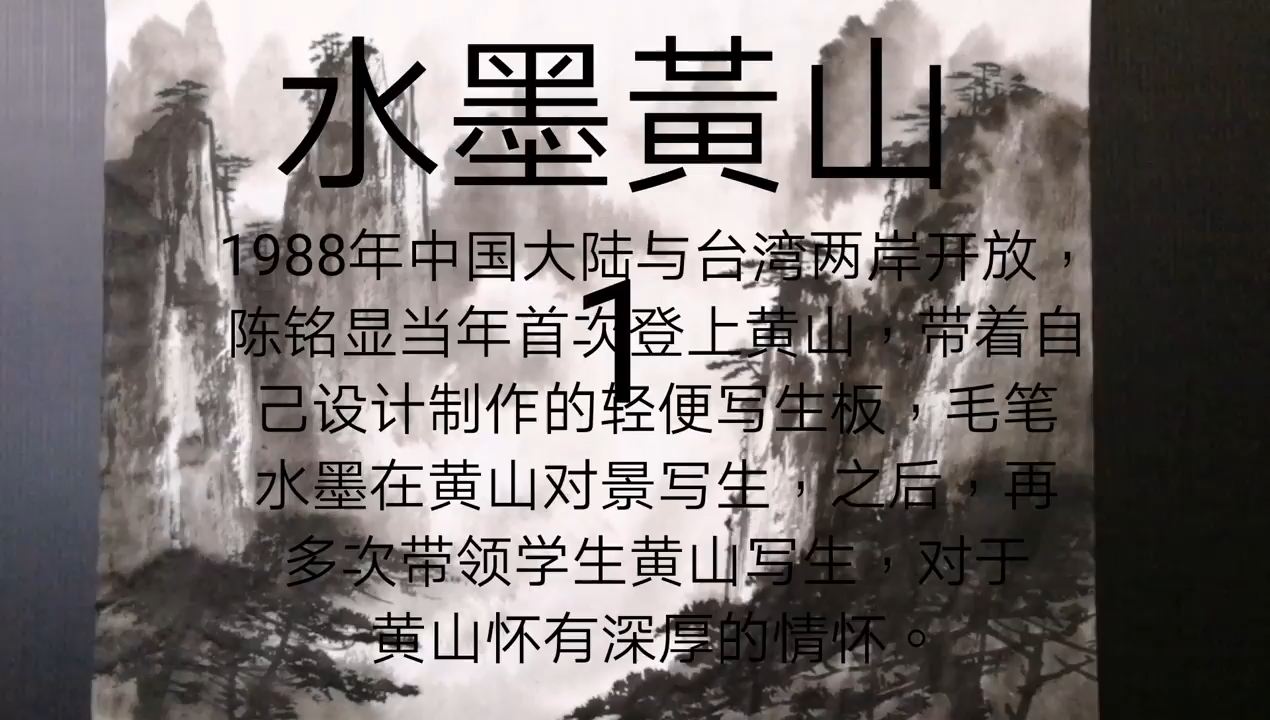 水墨黃山
1
1988年中国大陆与台湾两岸开放，
陈铭显当年首次登上黄山，带着自
己设计制作的轻便写生板，毛笔
水墨在黄山对景写生，之后，再
多次带领学生黄山写生，对于
黄山怀有深厚的情怀。